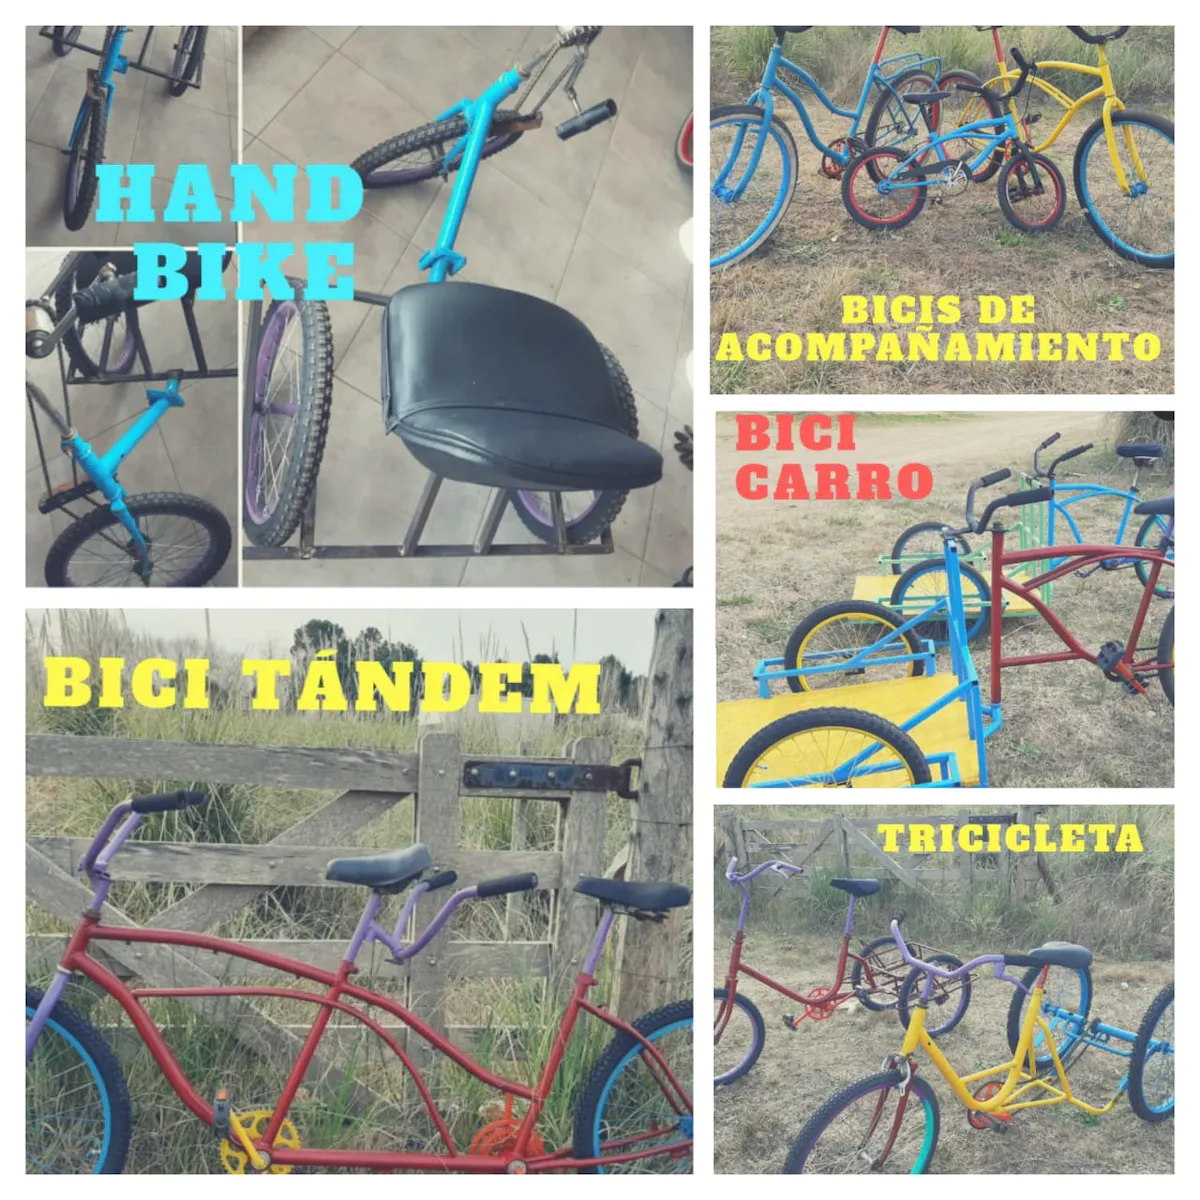 HAND
BIKE
BICIS DE
ACOMPAÑAMIENTO
BICI
CARRO
BICI TÁNDEM
TRICICLETA